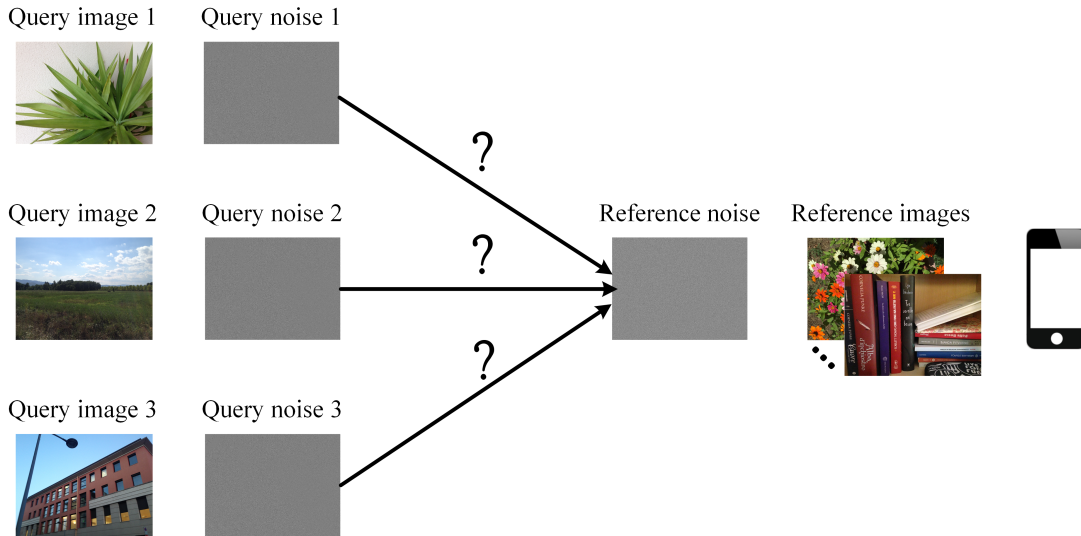 Query image 1
Query noise 1
?
Query image 2
Query noise 2
?
Reference noise
Reference images
?
Query image 3
Query noise 3